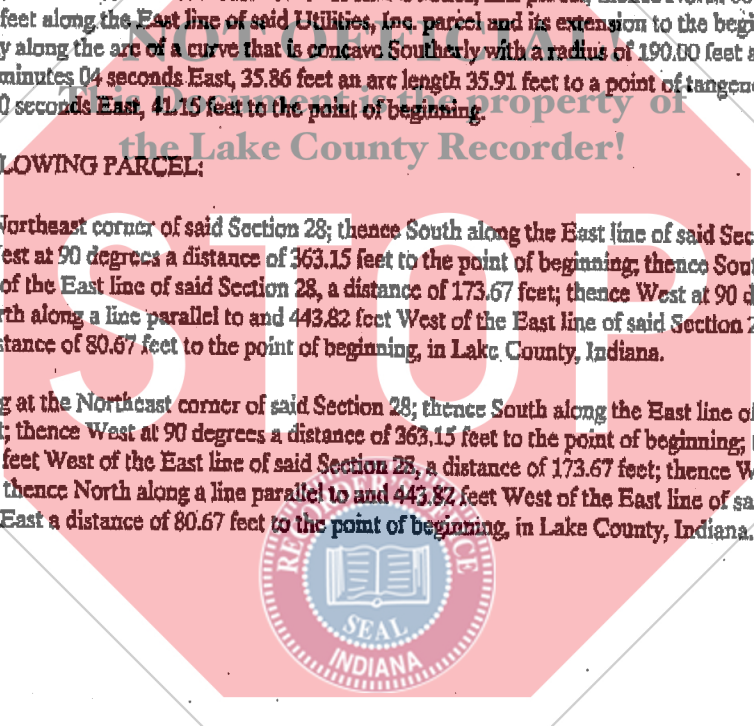 feet along the East line of said Utilities, Inc. parcel and its extension to the begi
NOT OFFICIAL
y along the arc of a curve that is concave Southerly with a radius of 190.00 feet a
minutes 04 seconds East, 35.86 feet an arc length 35.91 feet to a point of tangenc
This Document is the property of
0 seconds East, 41.15 feet to the point of beginning.
the Lake County Recorder!
LOWING PARCEL:
Northeast corner of said Section 28; thence South along the East line of said Sec
est at 90 degrees a distance of 363.15 feet to the point of beginning; thence Sou
of the East line of said Section 28, a distance of 173.67 feet; thence West at 90 d
rth along a line parallel to and 443.82 feet West of the East line of said Section 2
stance of 80.67 feet to the point of beginning, in Lake County, Indiana.
STOP
g at the Northeast corner of said Section 28; thence South along the East line of
t; thence West at 90 degrees a distance of 363.15 feet to the point of beginning;
feet West of the East line of said Section 28, a distance of 173.67 feet; thence W
thence North along a line parallel to and 443.82 feet West of the East line of sa
East a distance of 80.67 feet to the point of beginning, in Lake County, Indiana.
SEAL
INDIANA